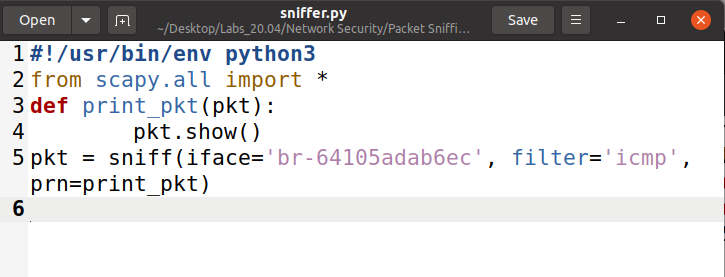 Open
sniffer.py
~/Desktop/Labs_20.04/Network Security/Packet Sniffi...
Save
1 #!/usr/bin/env python3
2 from scapy.all import *
3 def print_pkt(pkt):
4         pkt.show()
5 pkt = sniff(iface='br-64105adab6ec', filter='icmp',
prn=print_pkt)
6